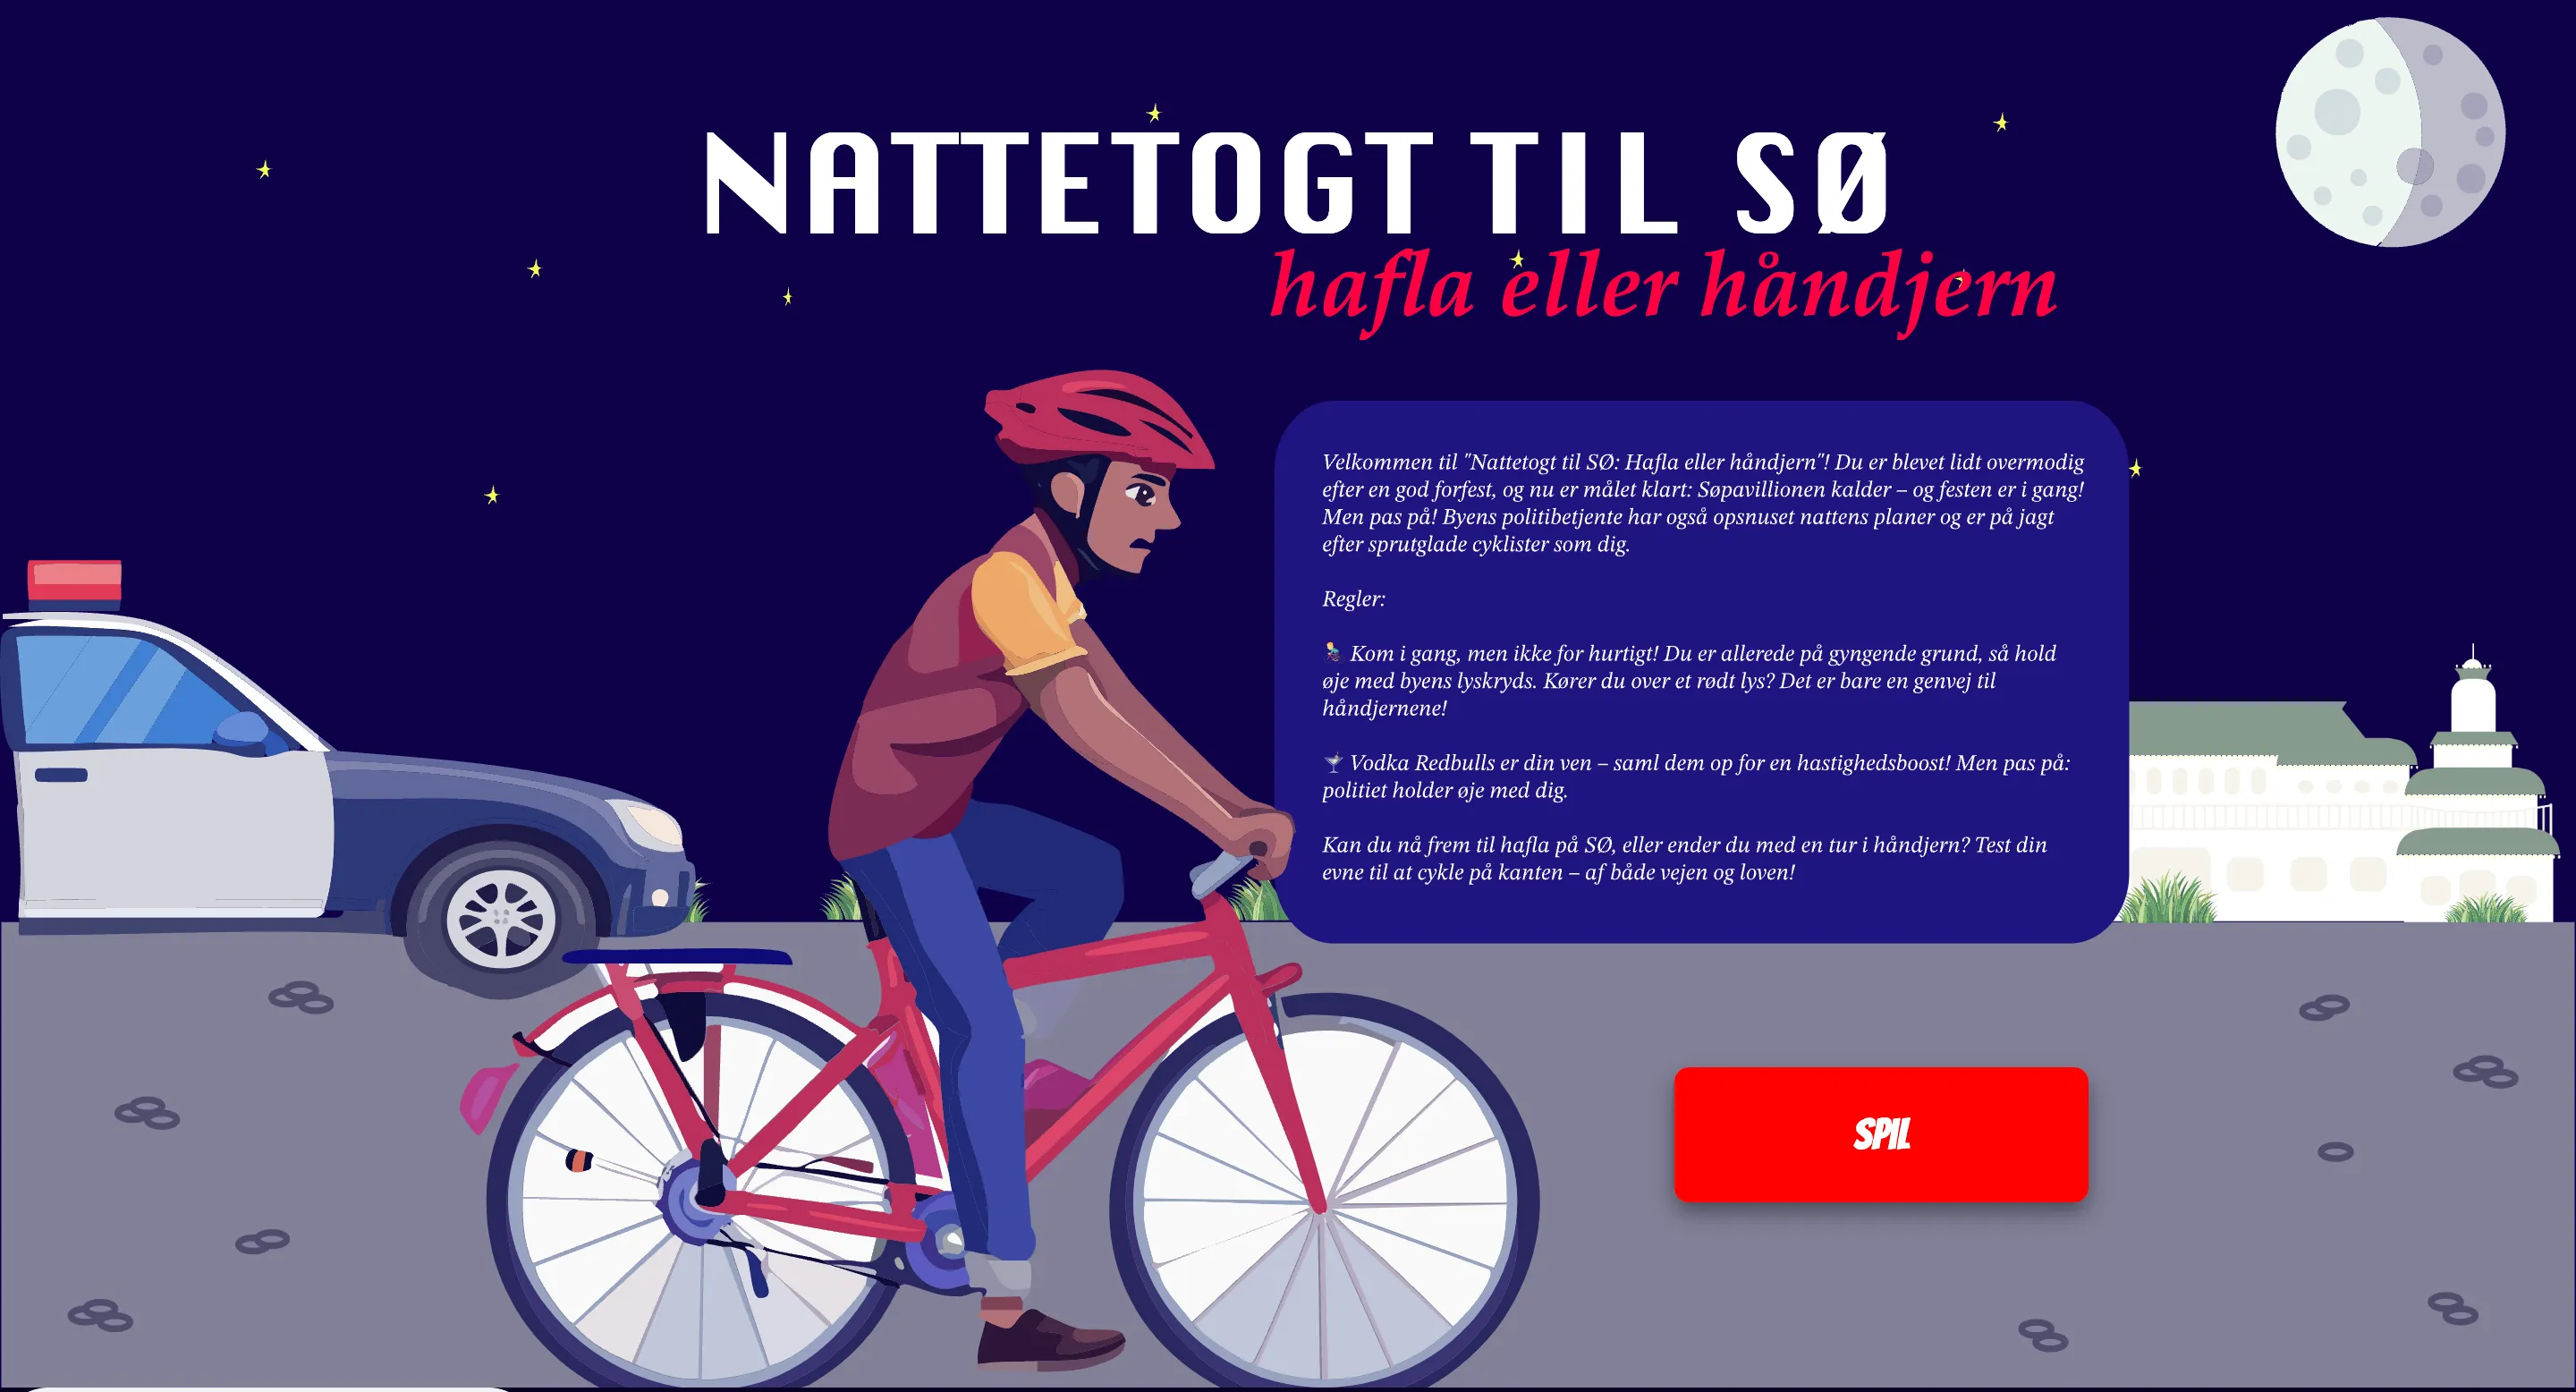 NATTETOGT TIL SØ
hafla eller håndjern
Velkommen til "Nattetogt til SØ: Hafla eller håndjern"! Du er blevet lidt overmodig
efter en god forfest, og nu er målet klart: Søpavillionen kalder – og festen er i gang!
Men pas på! Byens politibetjente har også opsnuset nattens planer og er på jagt
efter sprutglade cyklister som dig.
Regler:
🚴 Kom i gang, men ikke for hurtigt! Du er allerede på gyngende grund, så hold
øje med byens lyskryds. Kører du over et rødt lys? Det er bare en genvej til
håndjernene!
🍸 Vodka Redbulls er din ven – saml dem op for en hastighedsboost! Men pas på:
politiet holder øje med dig.
Kan du nå frem til hafla på SØ, eller ender du med en tur i håndjern? Test din
evne til at cykle på kanten – af både vejen og loven!
SPIL